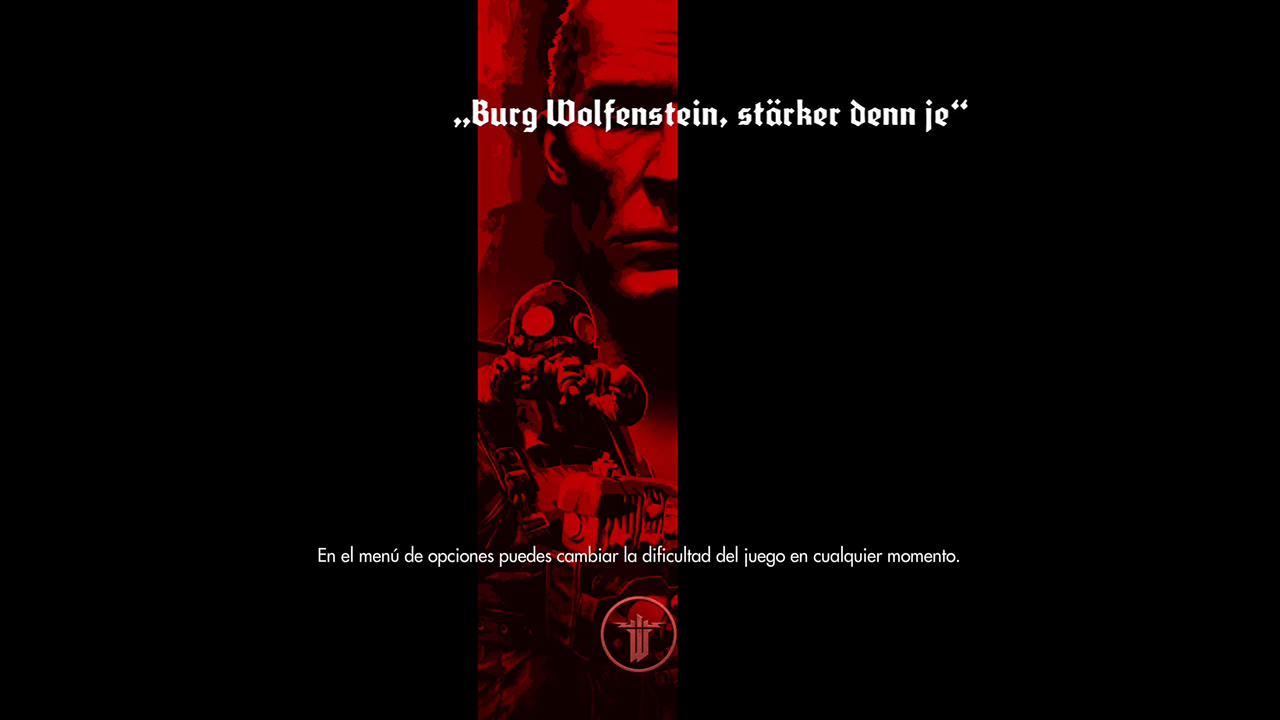 „Burg Wolfenstein, stärker denn je“
En el menú de opciones puedes cambiar la dificultad del juego en cualquier momento.